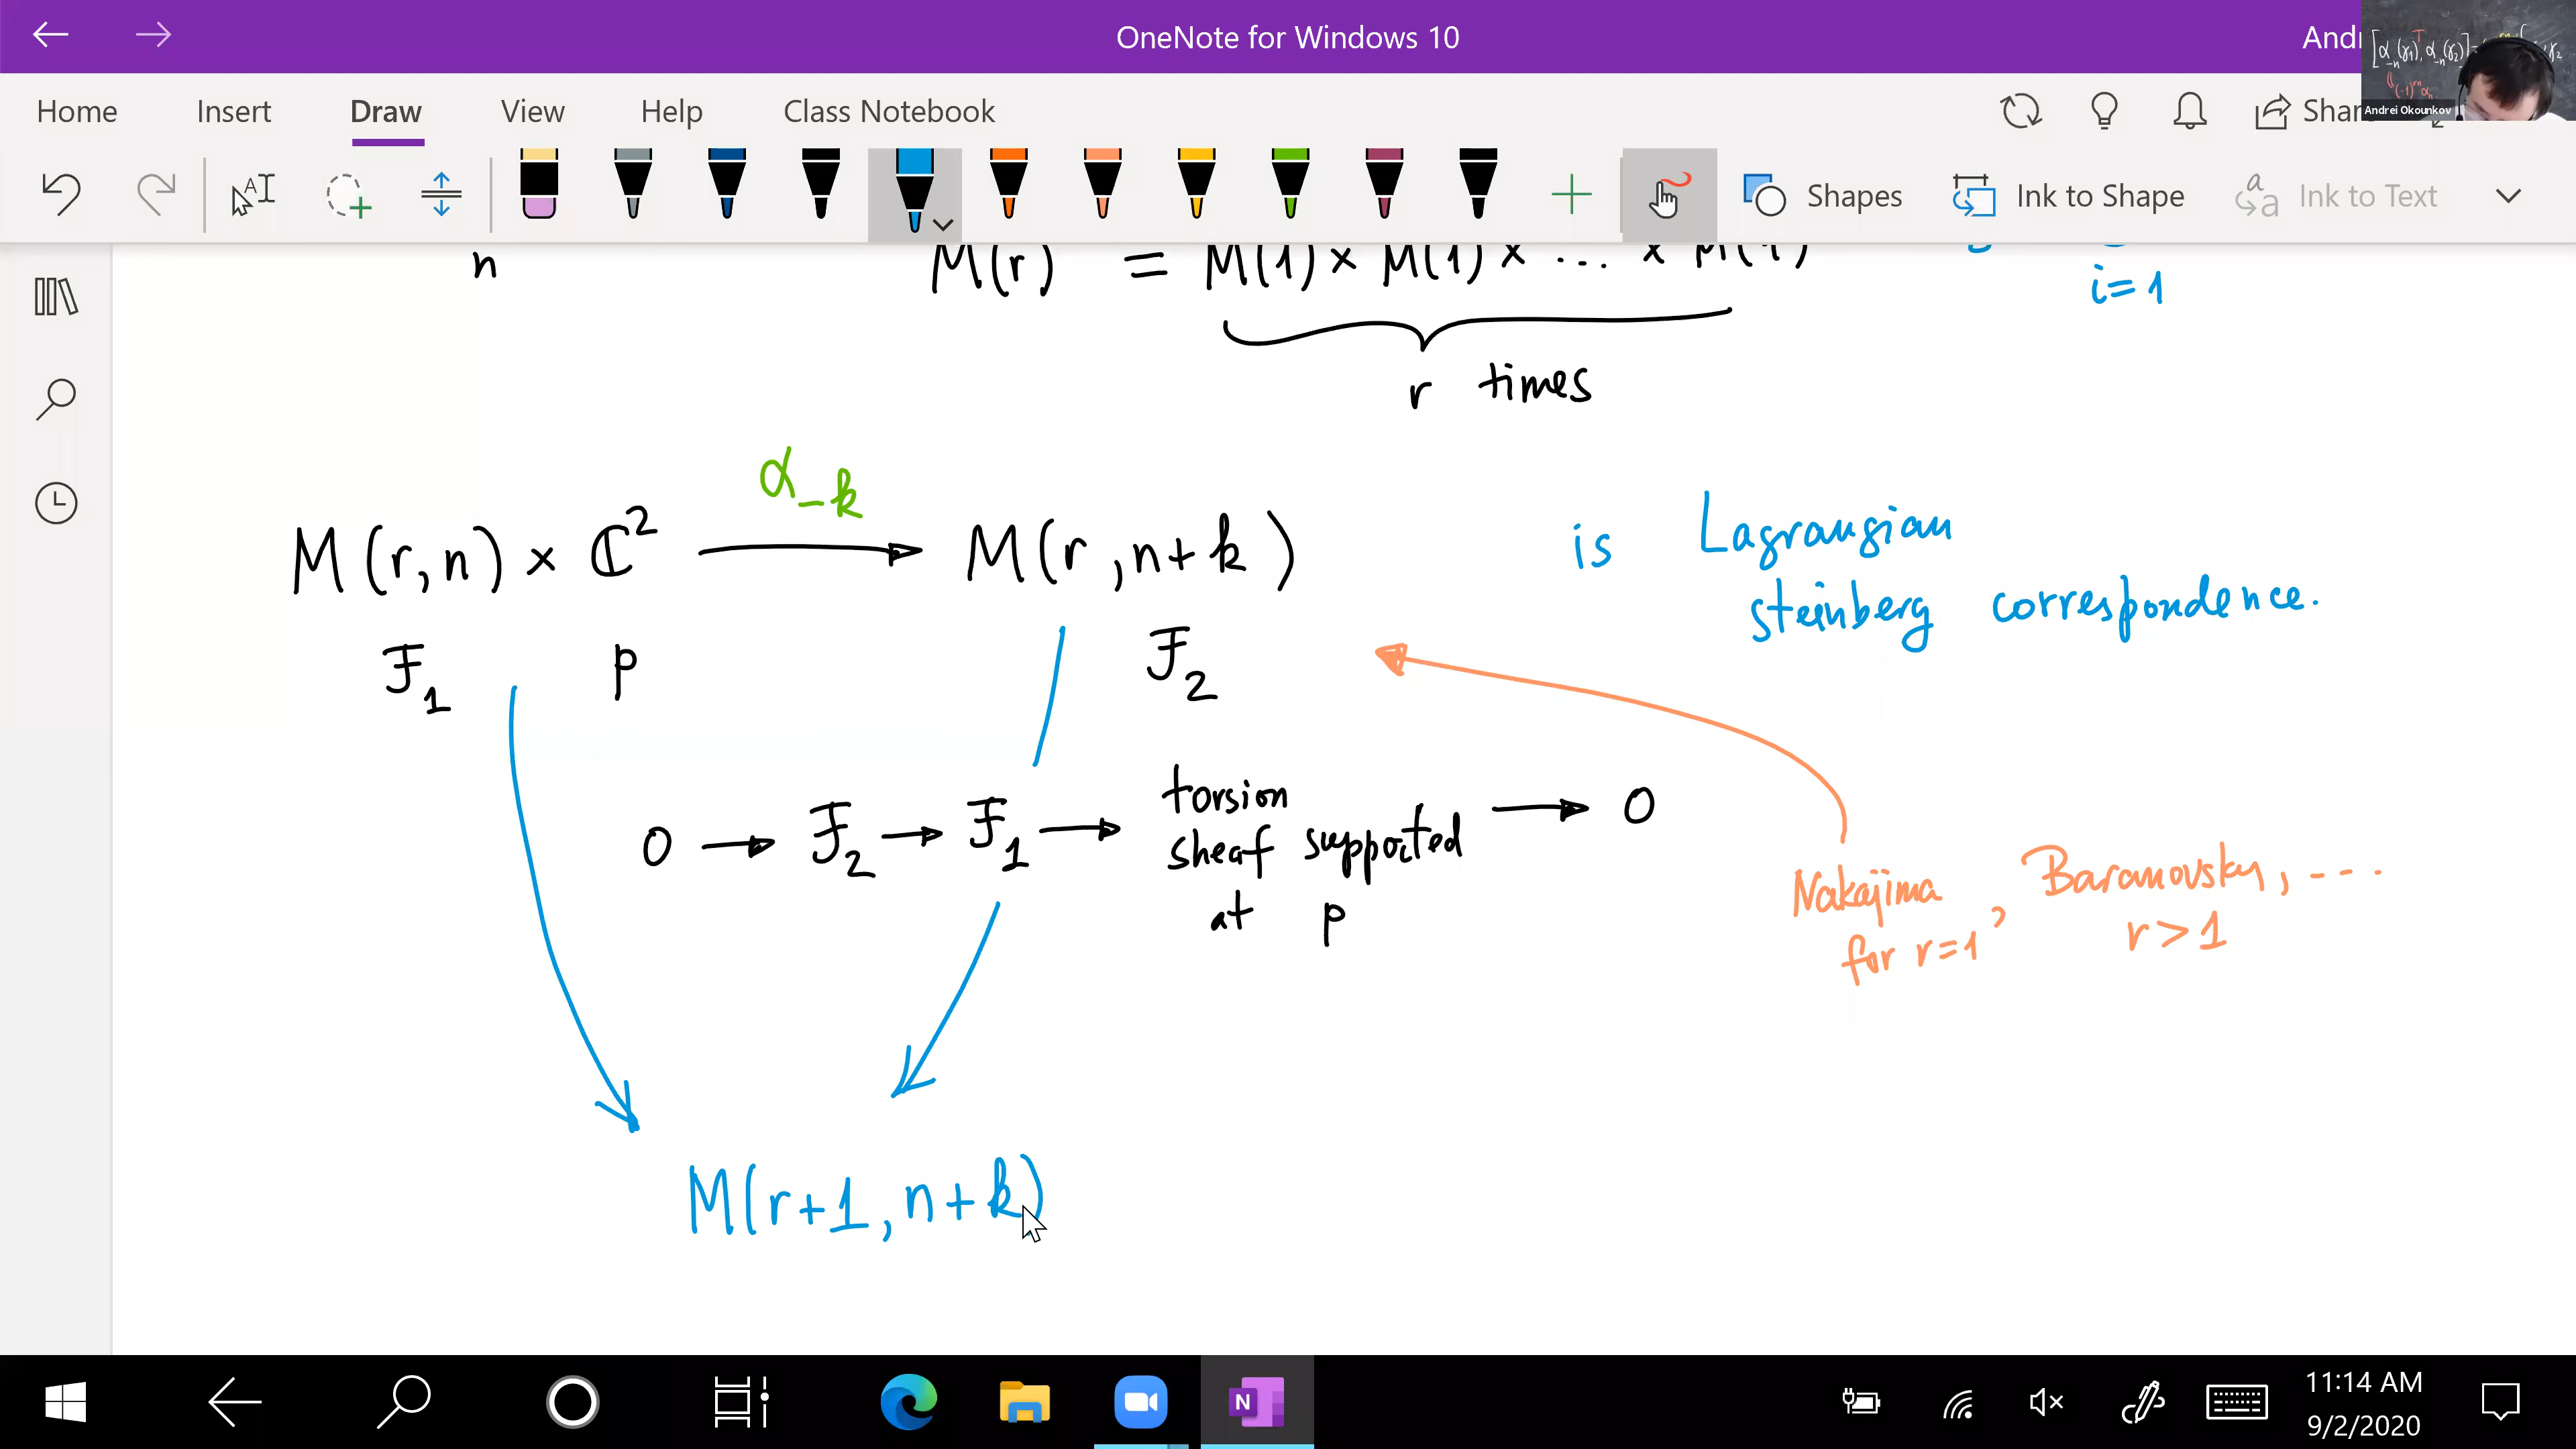 OneNote for Windows 10
Andrei Okounkov
Home Insert Draw View Help Class Notebook
Shapes Ink to Shape Ink to Text
n
M(r) = M(1) × M(1) × ... × M(1)
i=1
r times
α_{-k}
M(r,n) × ℂ² → M(r,n+k)
is Lagrangian
steinberg correspondence.
ℱ₁ p ℱ₂
0 → ℱ₂ → ℱ₁ → torsion
sheaf supported
at p → 0
Nakajima
for r=1,
Baranovsky, ---
r>1
M(r+1,n+k)
11:14 AM
9/2/2020